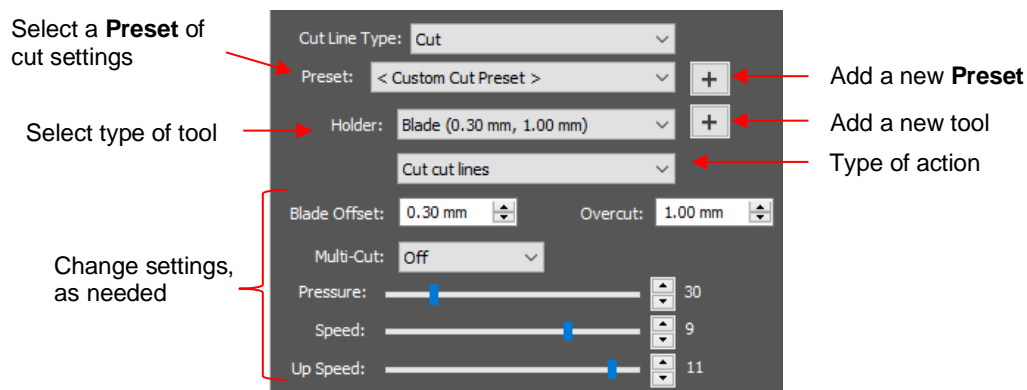 Select a Preset of
cut settings
Cut Line Type: Cut
Preset: < Custom Cut Preset >
+
Add a new Preset
Select type of tool
Holder: Blade (0.30 mm, 1.00 mm)
+
Add a new tool
Cut cut lines
Type of action
Blade Offset: 0.30 mm
Overcut: 1.00 mm
Change settings,
as needed
Multi-Cut: Off
Pressure: 30
Speed: 9
Up Speed: 11